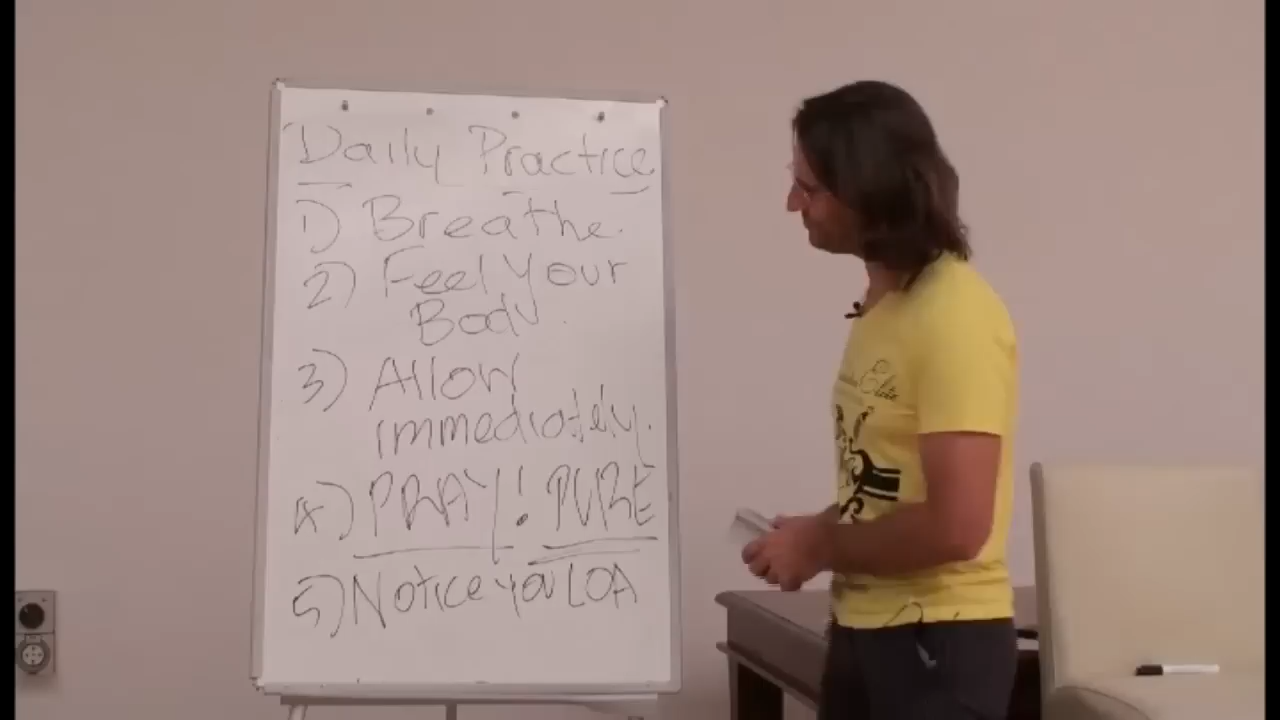 Daily Practice
1) Breathe.
2) Feel Your
Body.
3) Allow
immediately.
4) PRAY! PURE
5) Notice you LOA